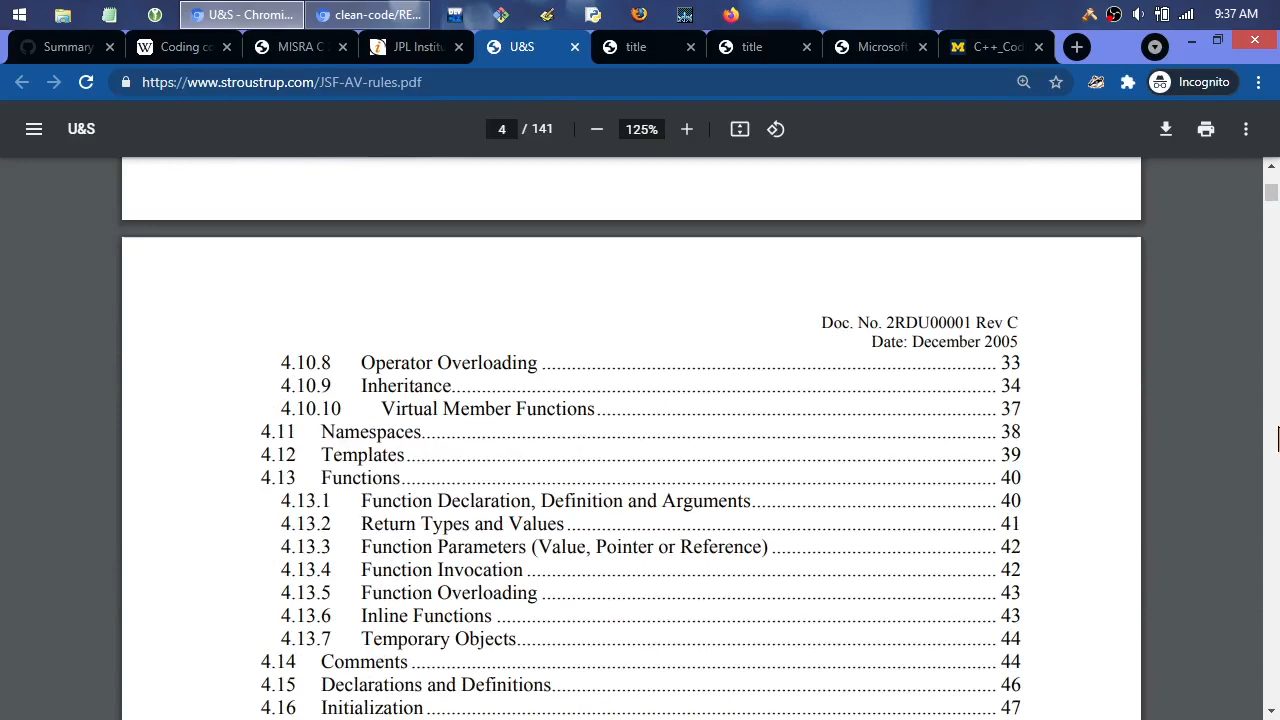 U&S - Chromi...
clean-code/RE...
9:37 AM
Summary
Coding co
MISRA C
JPL Instit
U&S
title
title
Microsoft
C++_Cod
https://www.stroustrup.com/JSF-AV-rules.pdf
Incognito
U&S
4 / 141
125%
Doc. No. 2RDU00001 Rev C
Date: December 2005
4.10.8 Operator Overloading 33
4.10.9 Inheritance 34
4.10.10 Virtual Member Functions 37
4.11 Namespaces 38
4.12 Templates 39
4.13 Functions 40
4.13.1 Function Declaration, Definition and Arguments 40
4.13.2 Return Types and Values 41
4.13.3 Function Parameters (Value, Pointer or Reference) 42
4.13.4 Function Invocation 42
4.13.5 Function Overloading 43
4.13.6 Inline Functions 43
4.13.7 Temporary Objects 44
4.14 Comments 44
4.15 Declarations and Definitions 46
4.16 Initialization 47